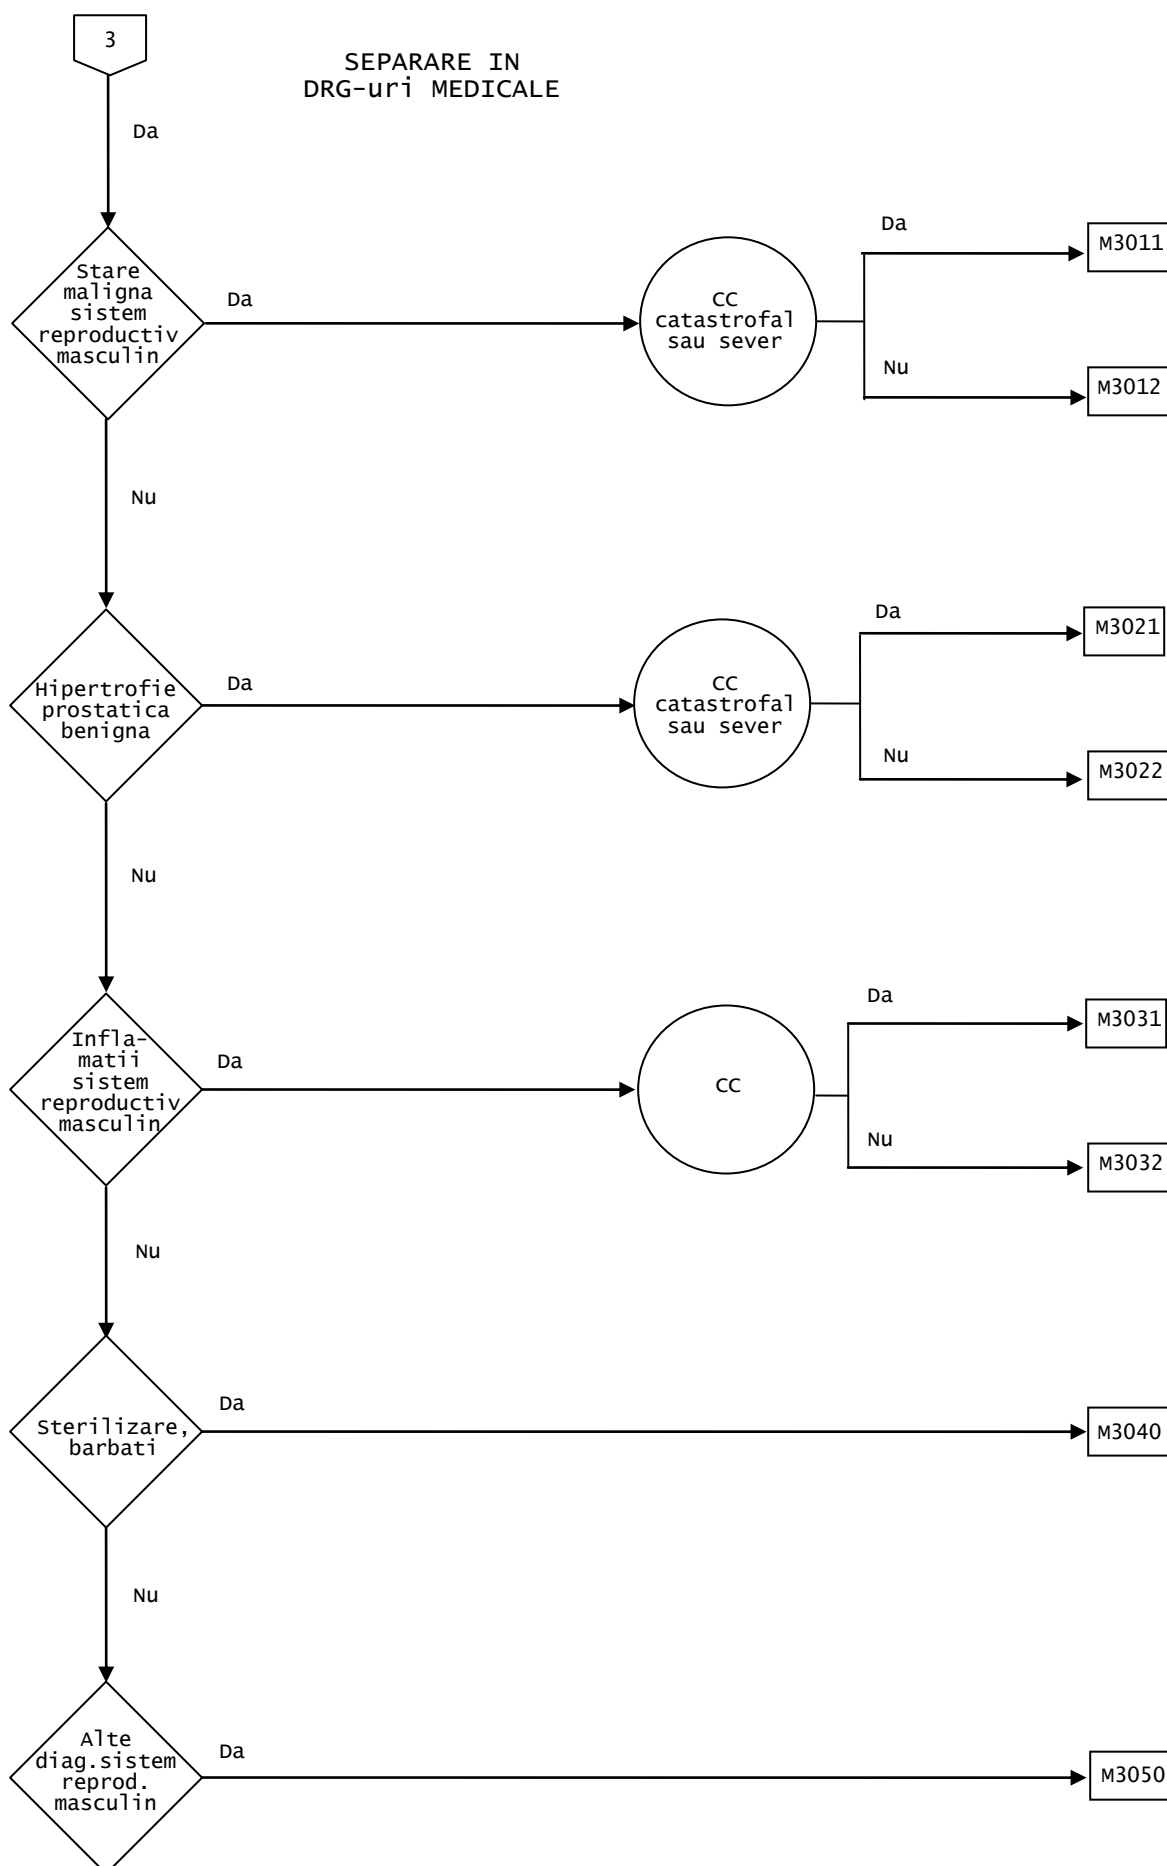 3
SEPARARE IN
DRG-uri MEDICALE
Da
Stare
maligna
sistem
reproductiv
masculin
Da
CC
catastrofal
sau sever
Da
M3011
Nu
M3012
Nu
Hipertrofie
prostatica
benigna
Da
CC
catastrofal
sau sever
Da
M3021
Nu
M3022
Nu
Infla-
matii
sistem
reproductiv
masculin
Da
CC
Da
M3031
Nu
M3032
Nu
Sterilizare,
barbati
Da
M3040
Nu
Alte
diag.sistem
reprod.
masculin
Da
M3050